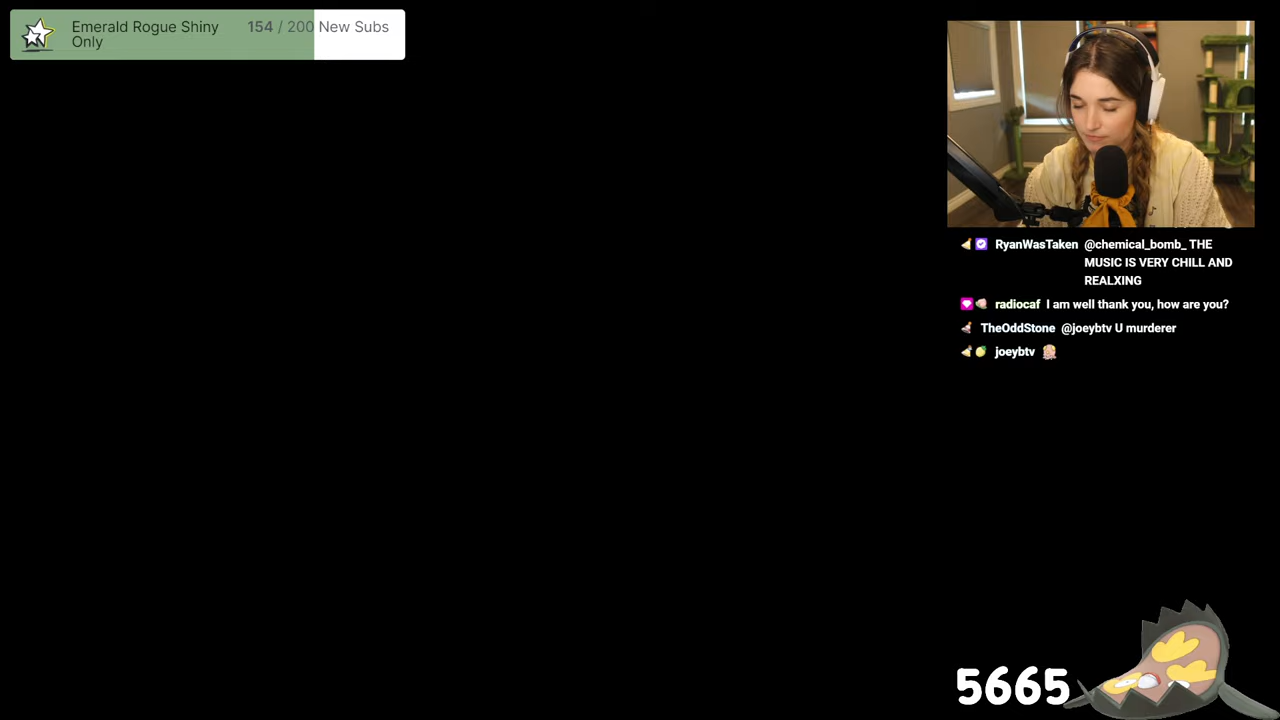 Emerald Rogue Shiny Only
154 / 200 New Subs
RyanWasTaken @chemical_bomb_ THE
MUSIC IS VERY CHILL AND
REALXING
radiocaf I am well thank you, how are you?
TheOddStone @joeybtv U murderer
joeybtv
5665